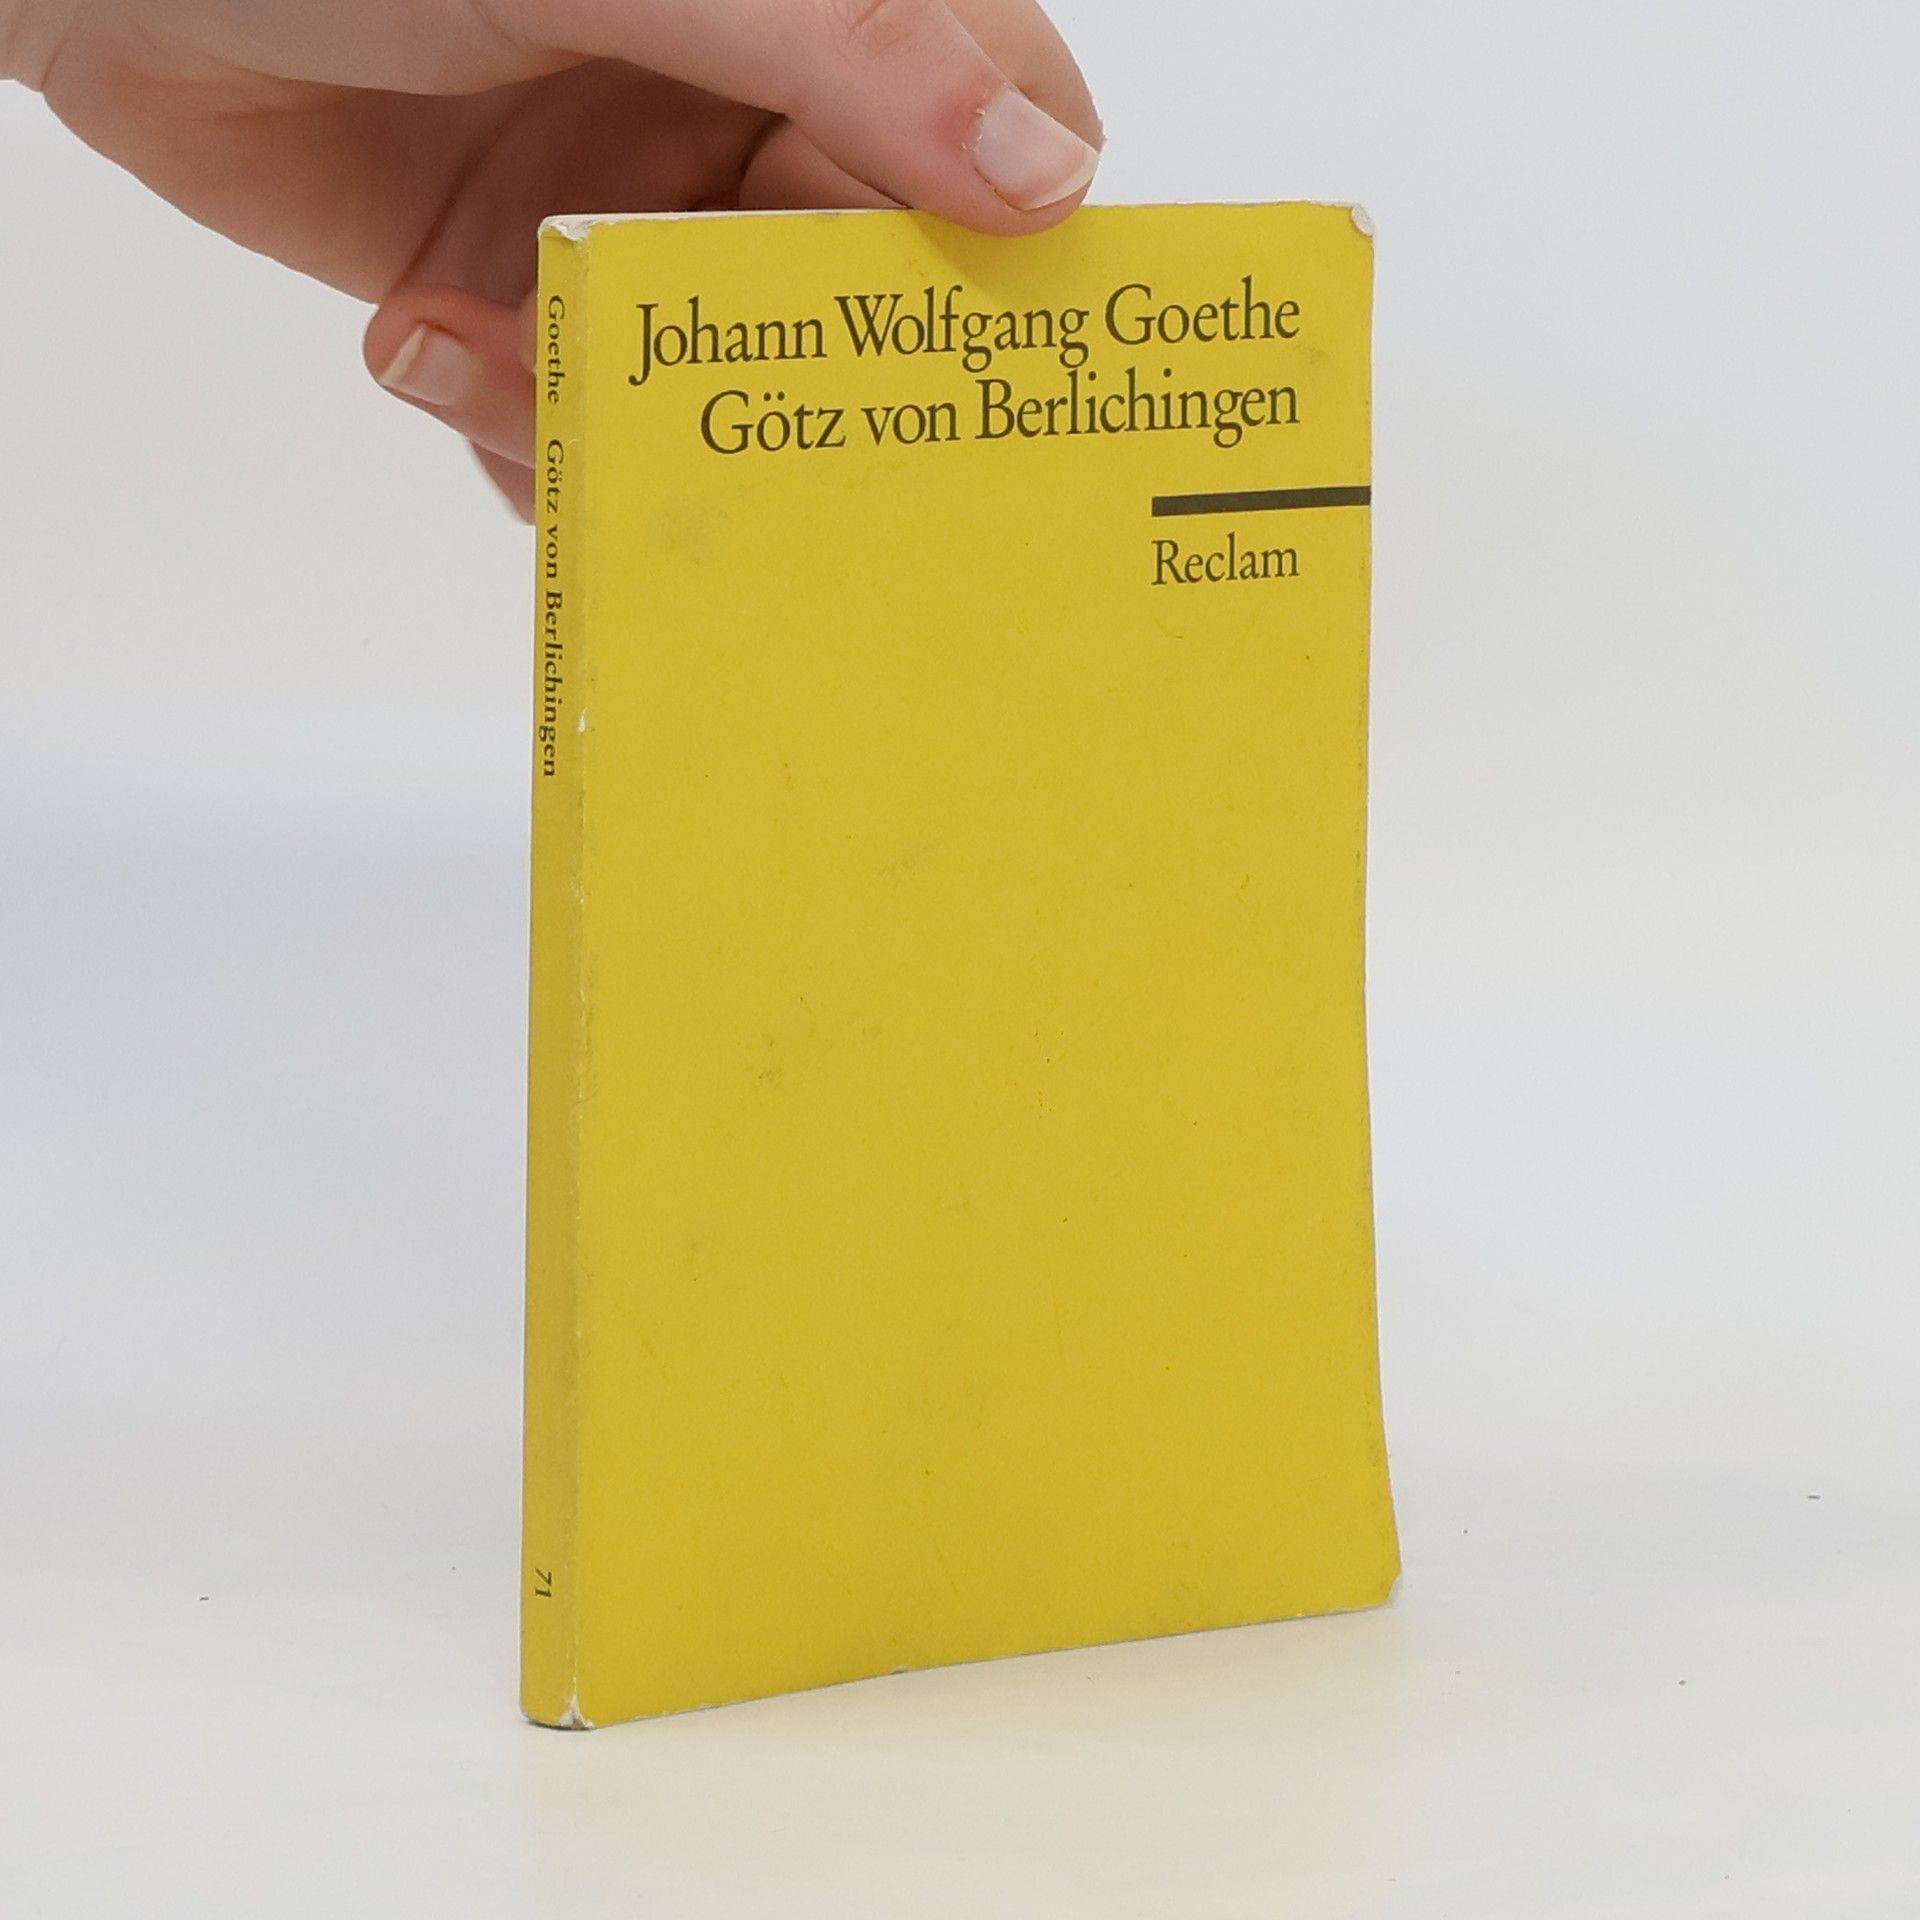 Johann Wolfgang Goethe
Götz von Berlichingen
Reclam
Goethe Götz von Berlichingen
71